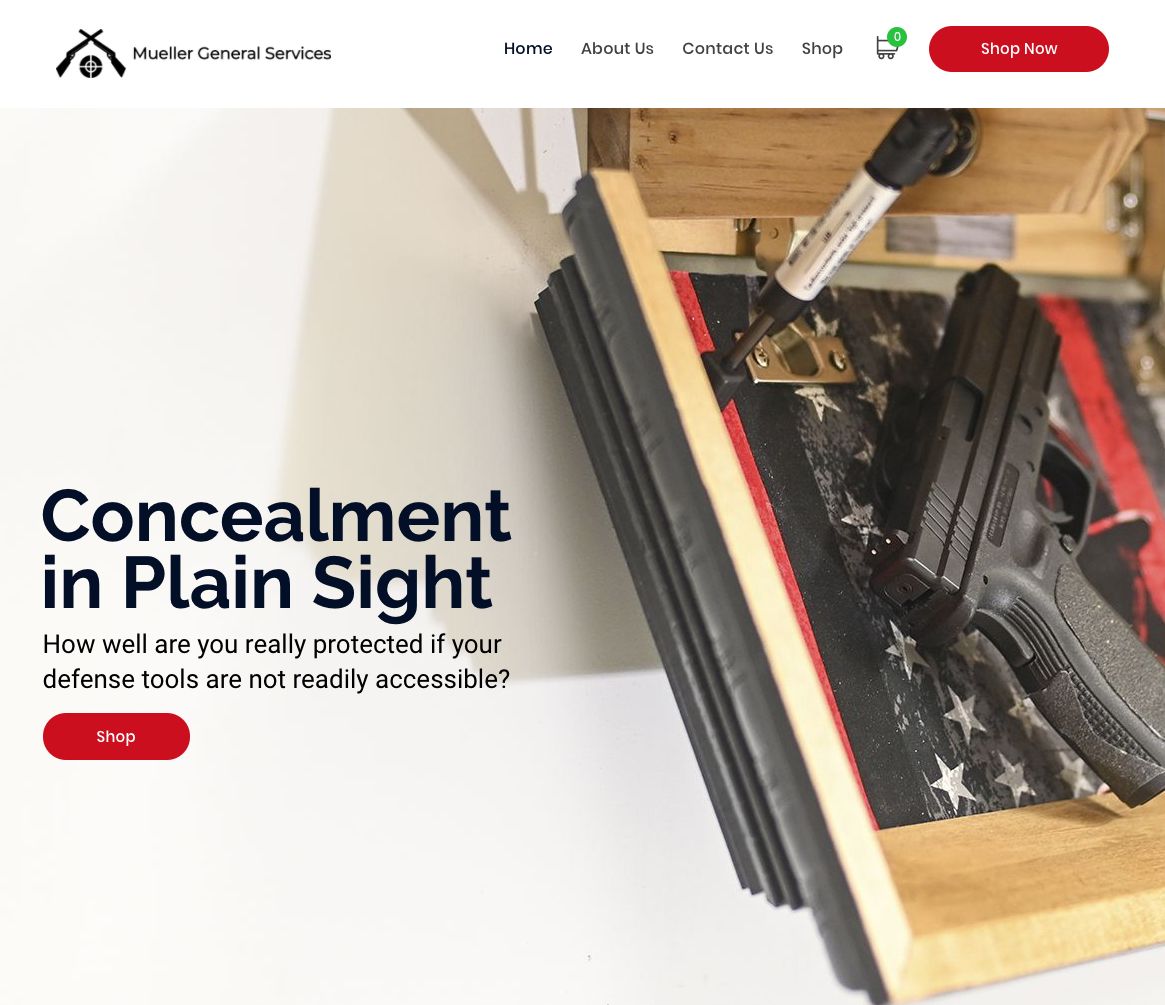 Mueller General Services
Home
About Us
Contact Us
Shop
0
Shop Now
Concealment
in Plain Sight
How well are you really protected if your
defense tools are not readily accessible?
Shop